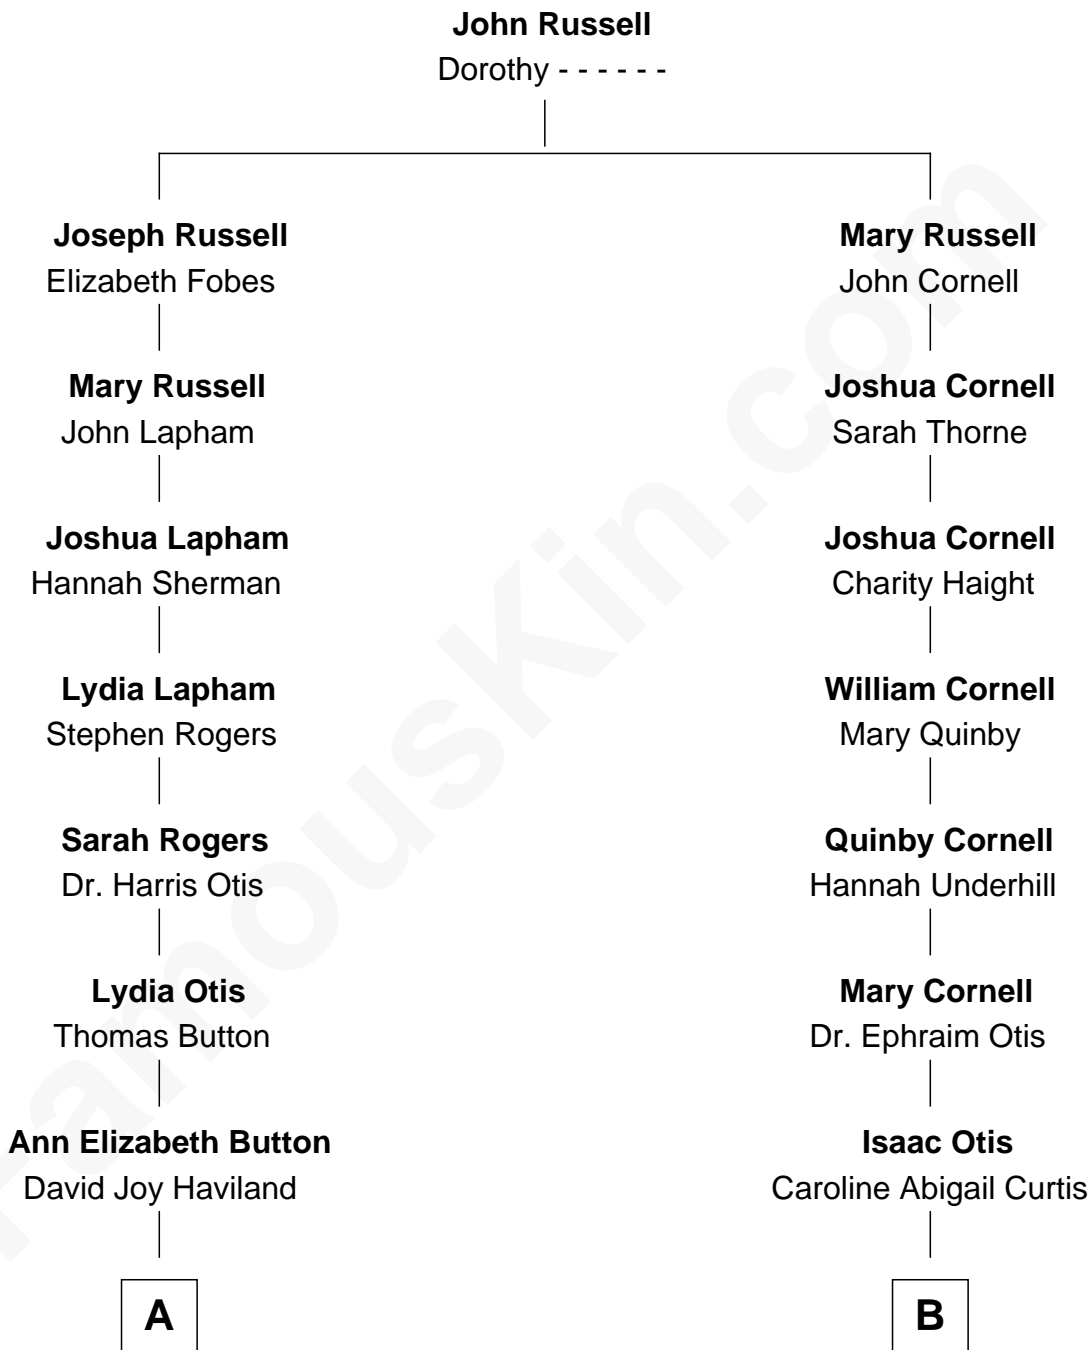 John Russell
Dorothy - - - - - -
Joseph Russell
Elizabeth Fobes
Mary Russell
John Cornell
Mary Russell
John Lapham
Joshua Cornell
Sarah Thorne
Joshua Lapham
Hannah Sherman
Joshua Cornell
Charity Haight
Lydia Lapham
Stephen Rogers
William Cornell
Mary Quinby
Sarah Rogers
Dr. Harris Otis
Quinby Cornell
Hannah Underhill
Lydia Otis
Thomas Button
Mary Cornell
Dr. Ephraim Otis
Ann Elizabeth Button
David Joy Haviland
Isaac Otis
Caroline Abigail Curtis
A
B
FamousKin.com